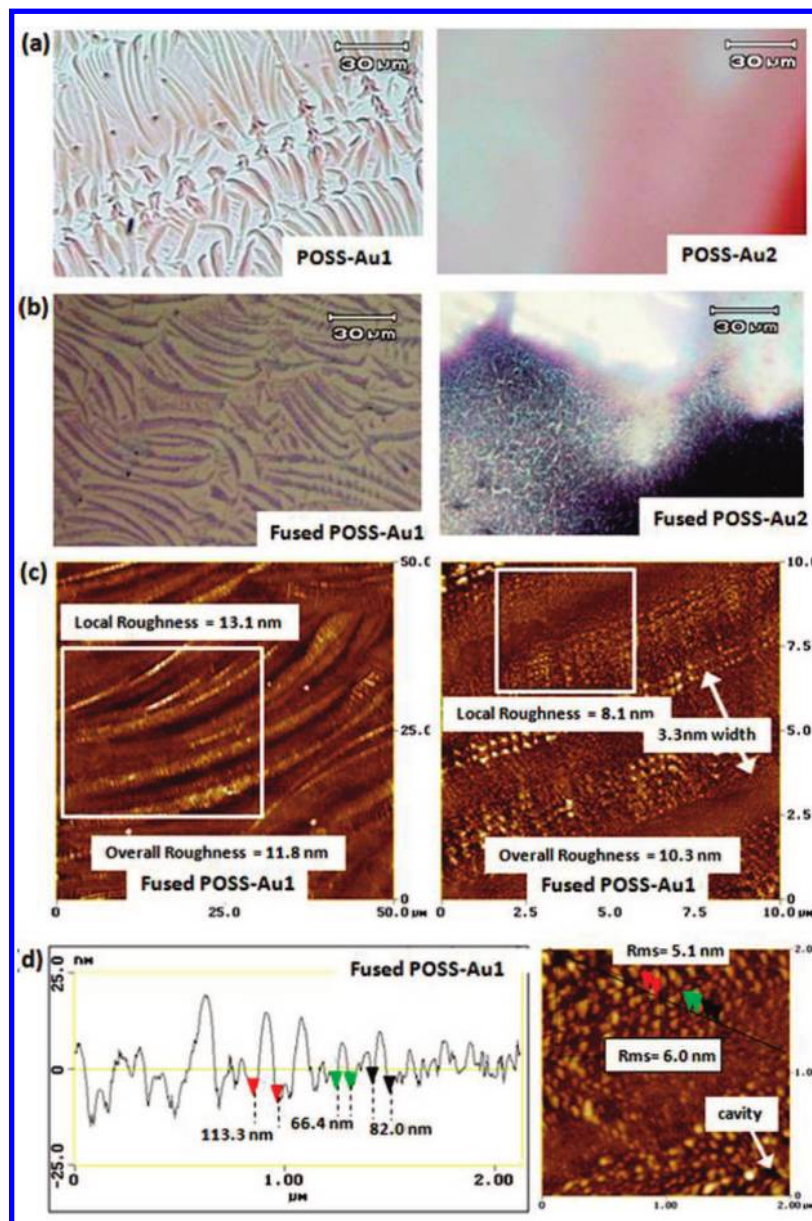 (a)
30 μm
POSS-Au1
30 μm
POSS-Au2
(b)
30 μm
Fused POSS-Au1
30 μm
Fused POSS-Au2
(c)
50.0
Local Roughness = 13.1 nm
25.0
Overall Roughness = 11.8 nm
Fused POSS-Au1
0
0
25.0
50.0 μm
10.0
7.5
Local Roughness = 8.1 nm
3.3nm width
5.0
2.5
Overall Roughness = 10.3 nm
Fused POSS-Au1
0
0
2.5
5.0
7.5
10.0 μm
(d)
25.0
nm
Fused POSS-Au1
0
113.3 nm
66.4 nm
82.0 nm
-25.0
0
1.00
2.00
μm
2.00
Rms= 5.1 nm
Rms= 6.0 nm
1.00
cavity
0
0
1.00
2.00
μm